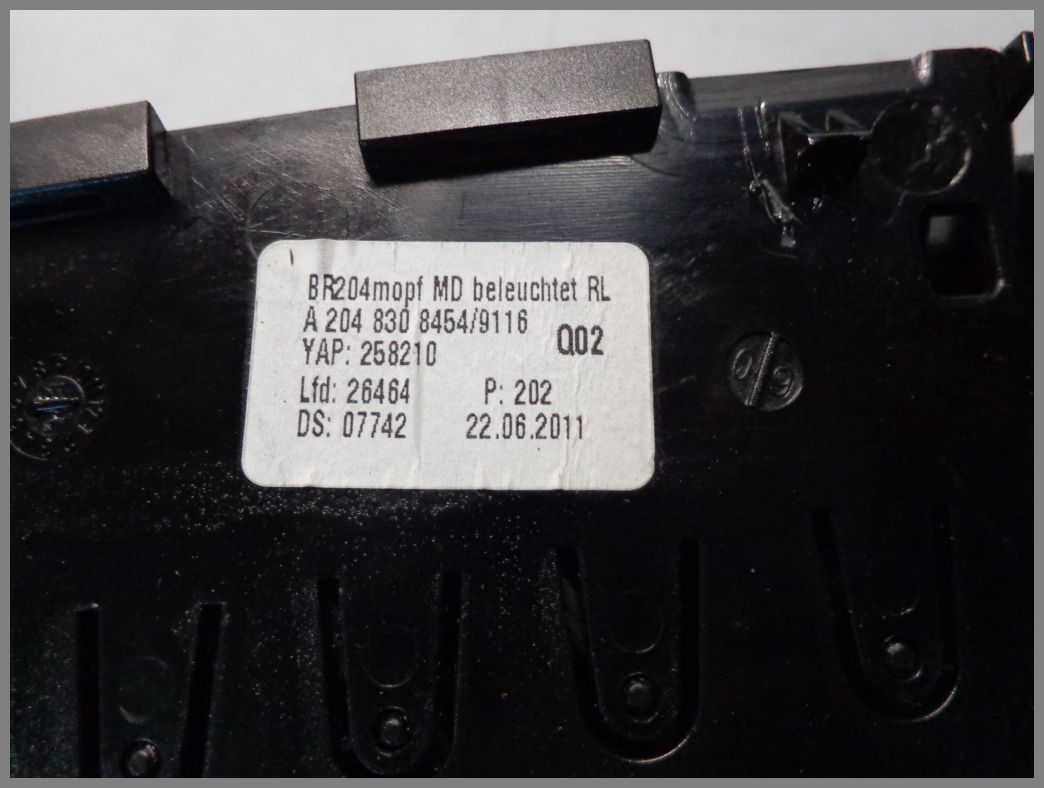 BR204mopf MD beleuchtet RL
A 204 830 8454/9116
Q02
YAP: 258210
Lfd: 26464 P: 202
DS: 07742 22.06.2011
09